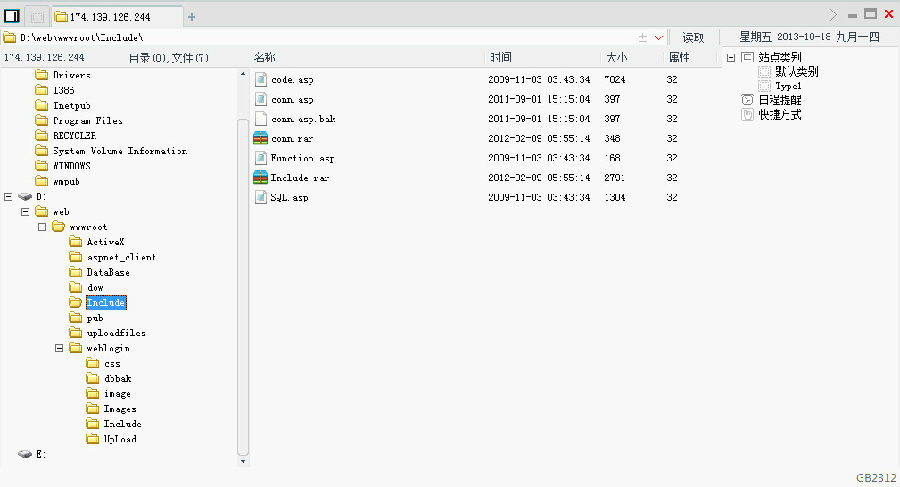 174.139.126.244
D:\web\wwwroot\Include\ 读取 星期五 2013-10-18 九月一四
174.139.126.244 目录(0),文件(7) 名称 时间 大小 属性
Drivers
I386
Inetpub
Program Files
RECYCLER
System Volume Information
WINDOWS
wmpub
D:
web
wwwroot
ActiveX
aspnet_client
DataBase
dow
Include
pub
uploadfiles
weblogin
css
dbbak
image
Images
Include
UpLoad
E:
code.asp 2009-11-03 03:43:34 7024 32
conn.asp 2011-09-01 15:15:04 397 32
conn.asp.bak 2011-09-01 15:15:04 397 32
conn.rar 2012-02-09 05:55:14 348 32
Function.asp 2009-11-03 03:43:34 168 32
Include.rar 2012-02-09 05:55:14 2701 32
SQL.asp 2009-11-03 03:43:34 1304 32
站点类别
默认类别
Type1
日程提醒
快捷方式
GB2312